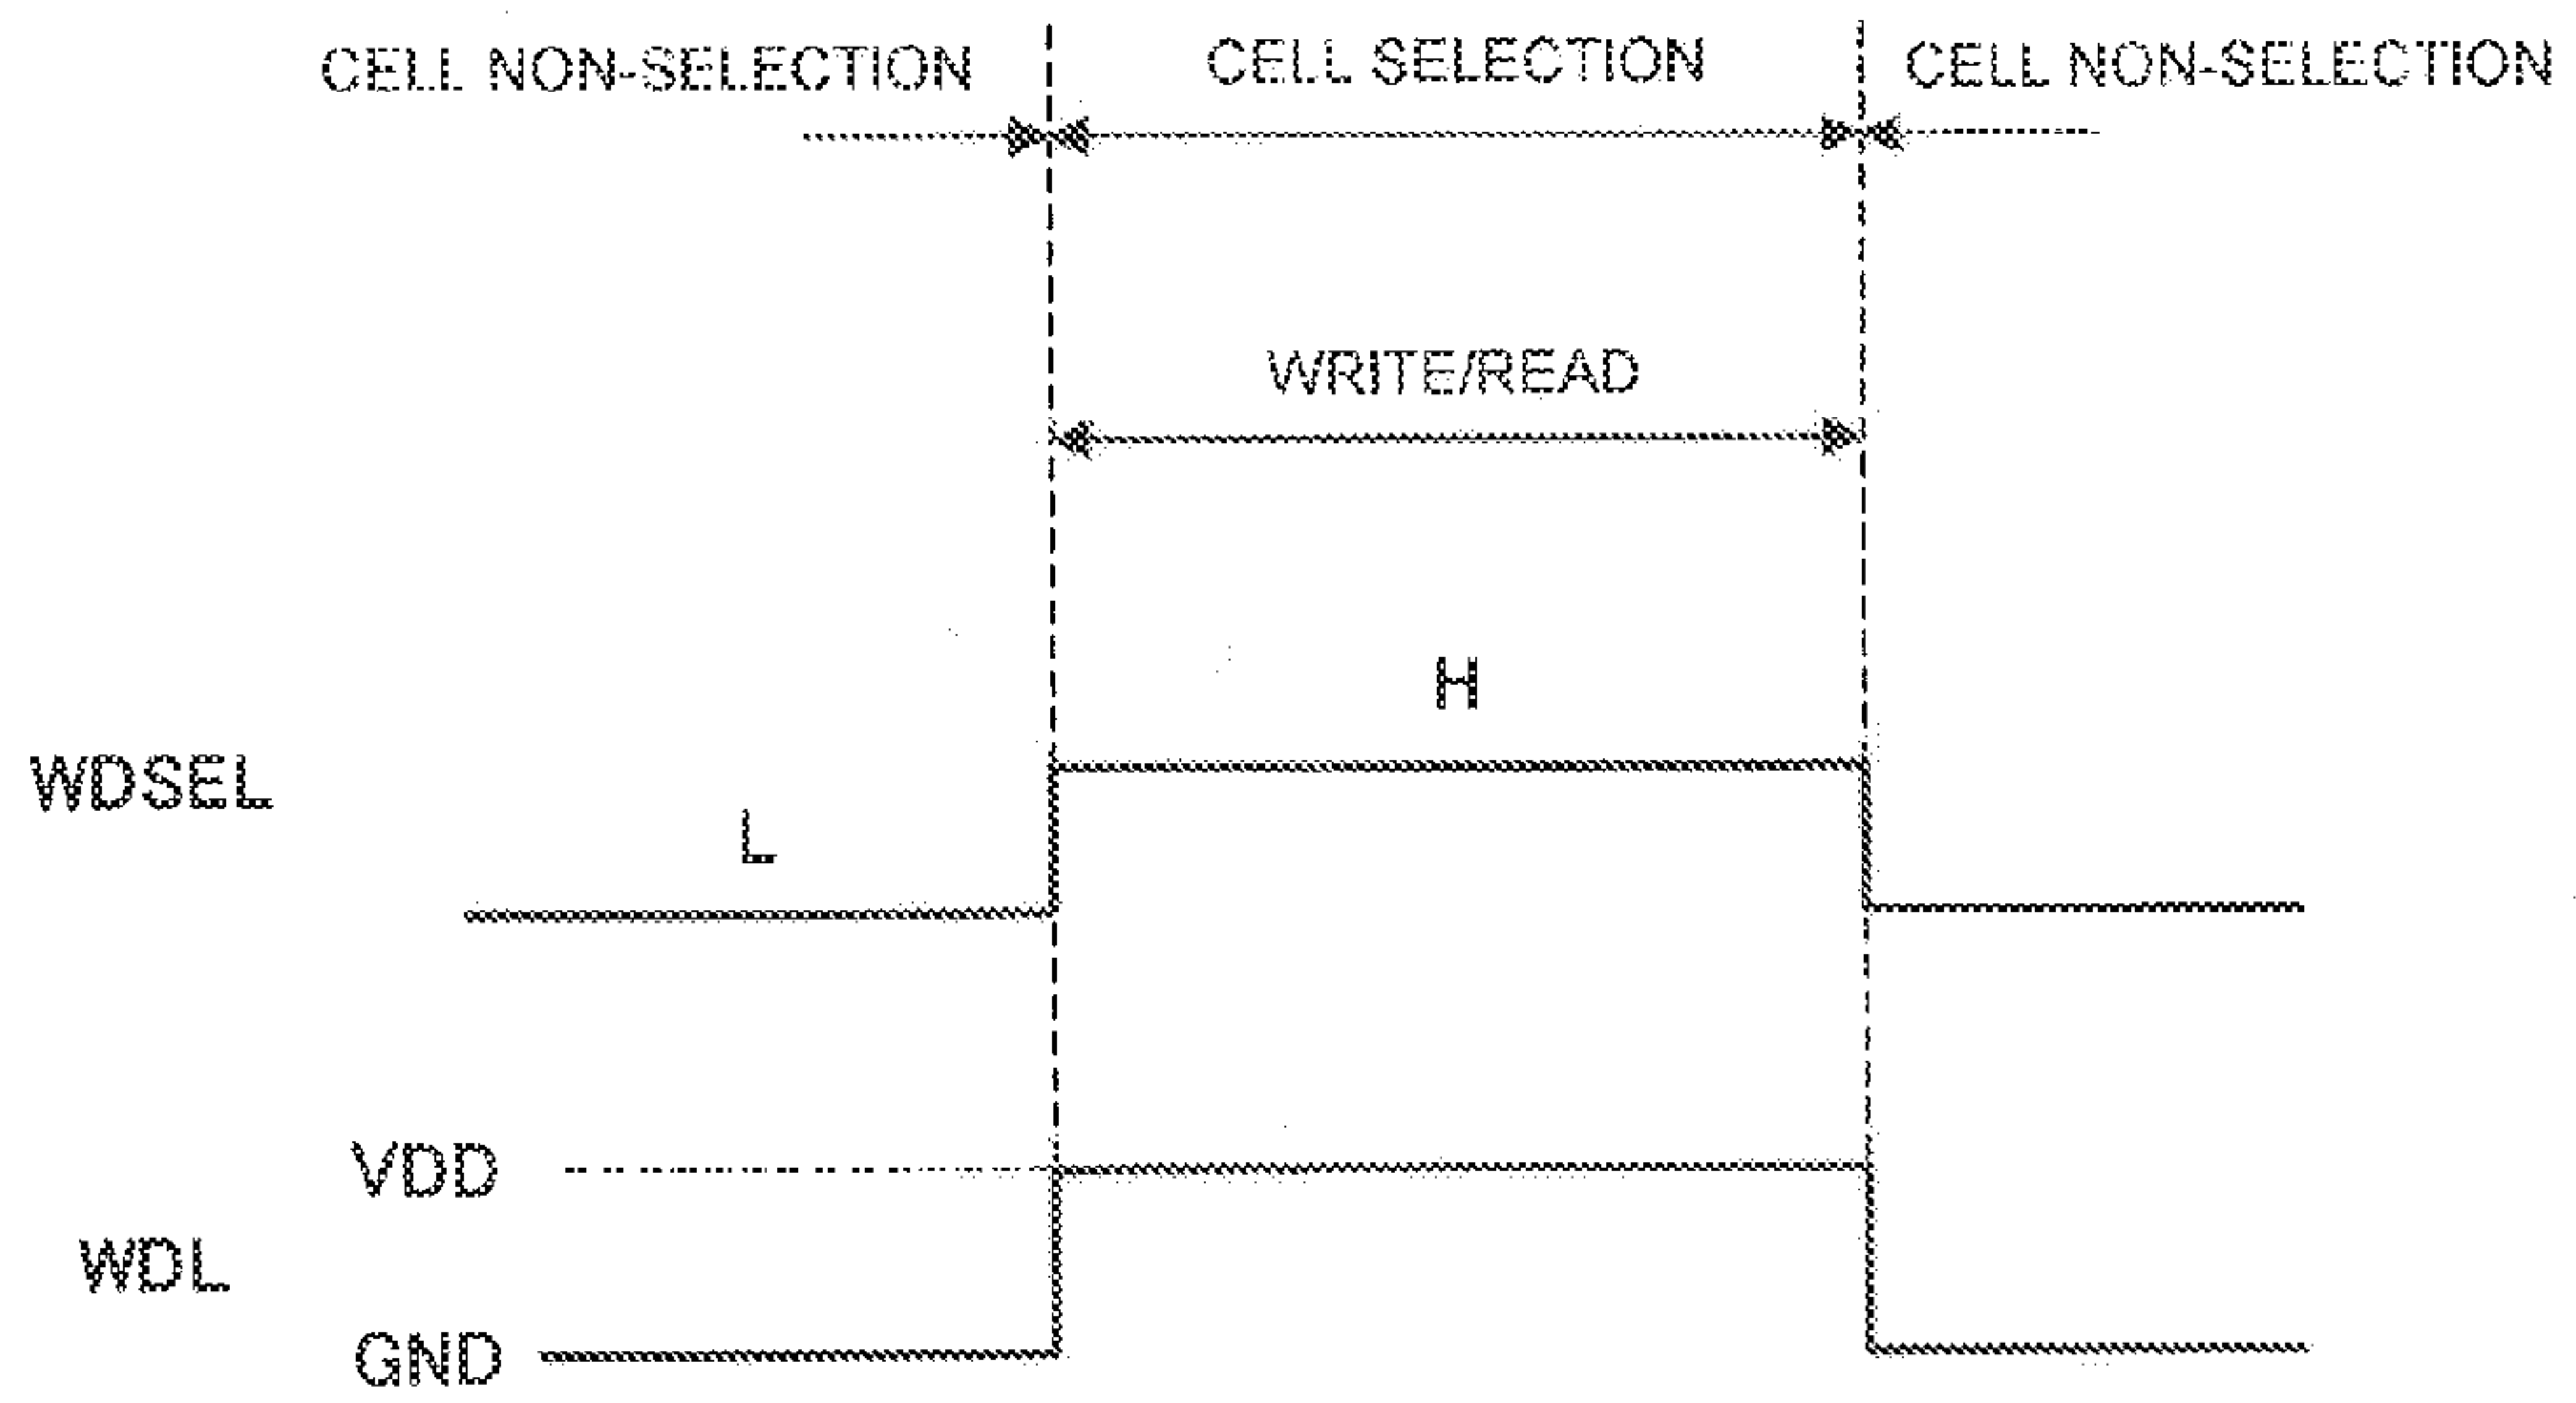 CELL NON-SELECTION CELL SELECTION CELL NON-SELECTION
WRITE/READ
H
WDSEL
L
VDD
WDL
GND